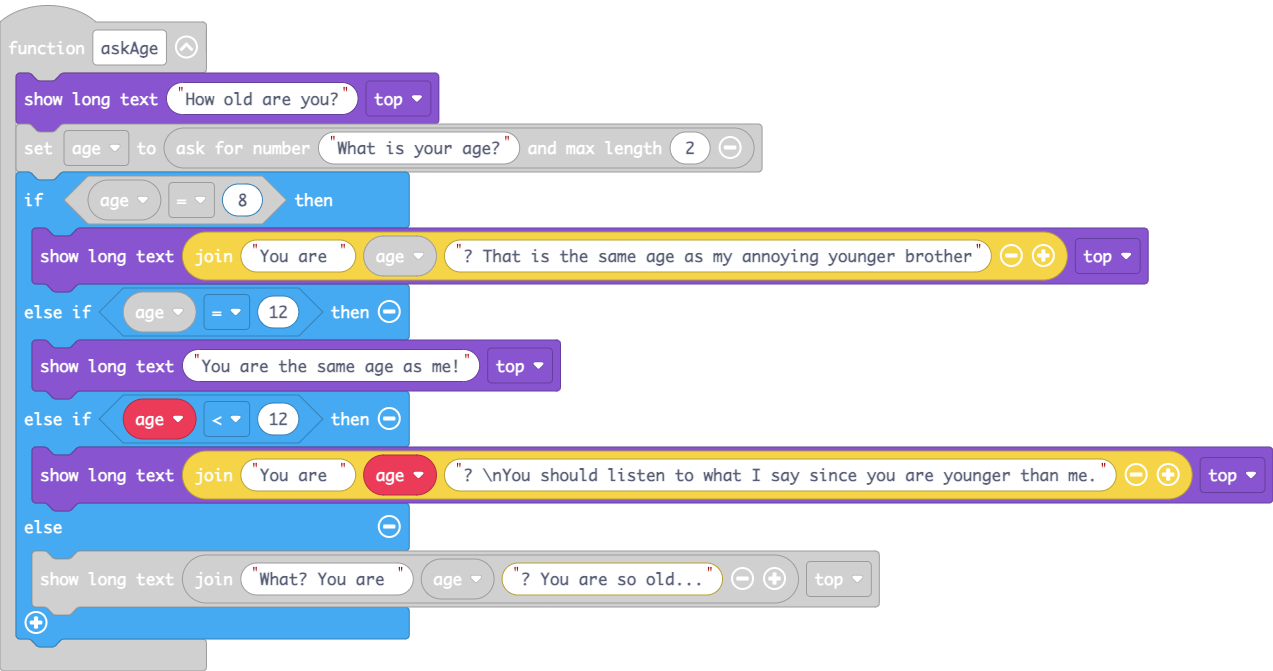 function askAge
show long text "How old are you?" top
set age to ask for number "What is your age?" and max length 2
if age = 8 then
show long text join "You are " age "? That is the same age as my annoying younger brother" top
else if age = 12 then
show long text "You are the same age as me!" top
else if age < 12 then
show long text join "You are " age "? \nYou should listen to what I say since you are younger than me." top
else
show long text join "What? You are " age "? You are so old..." top